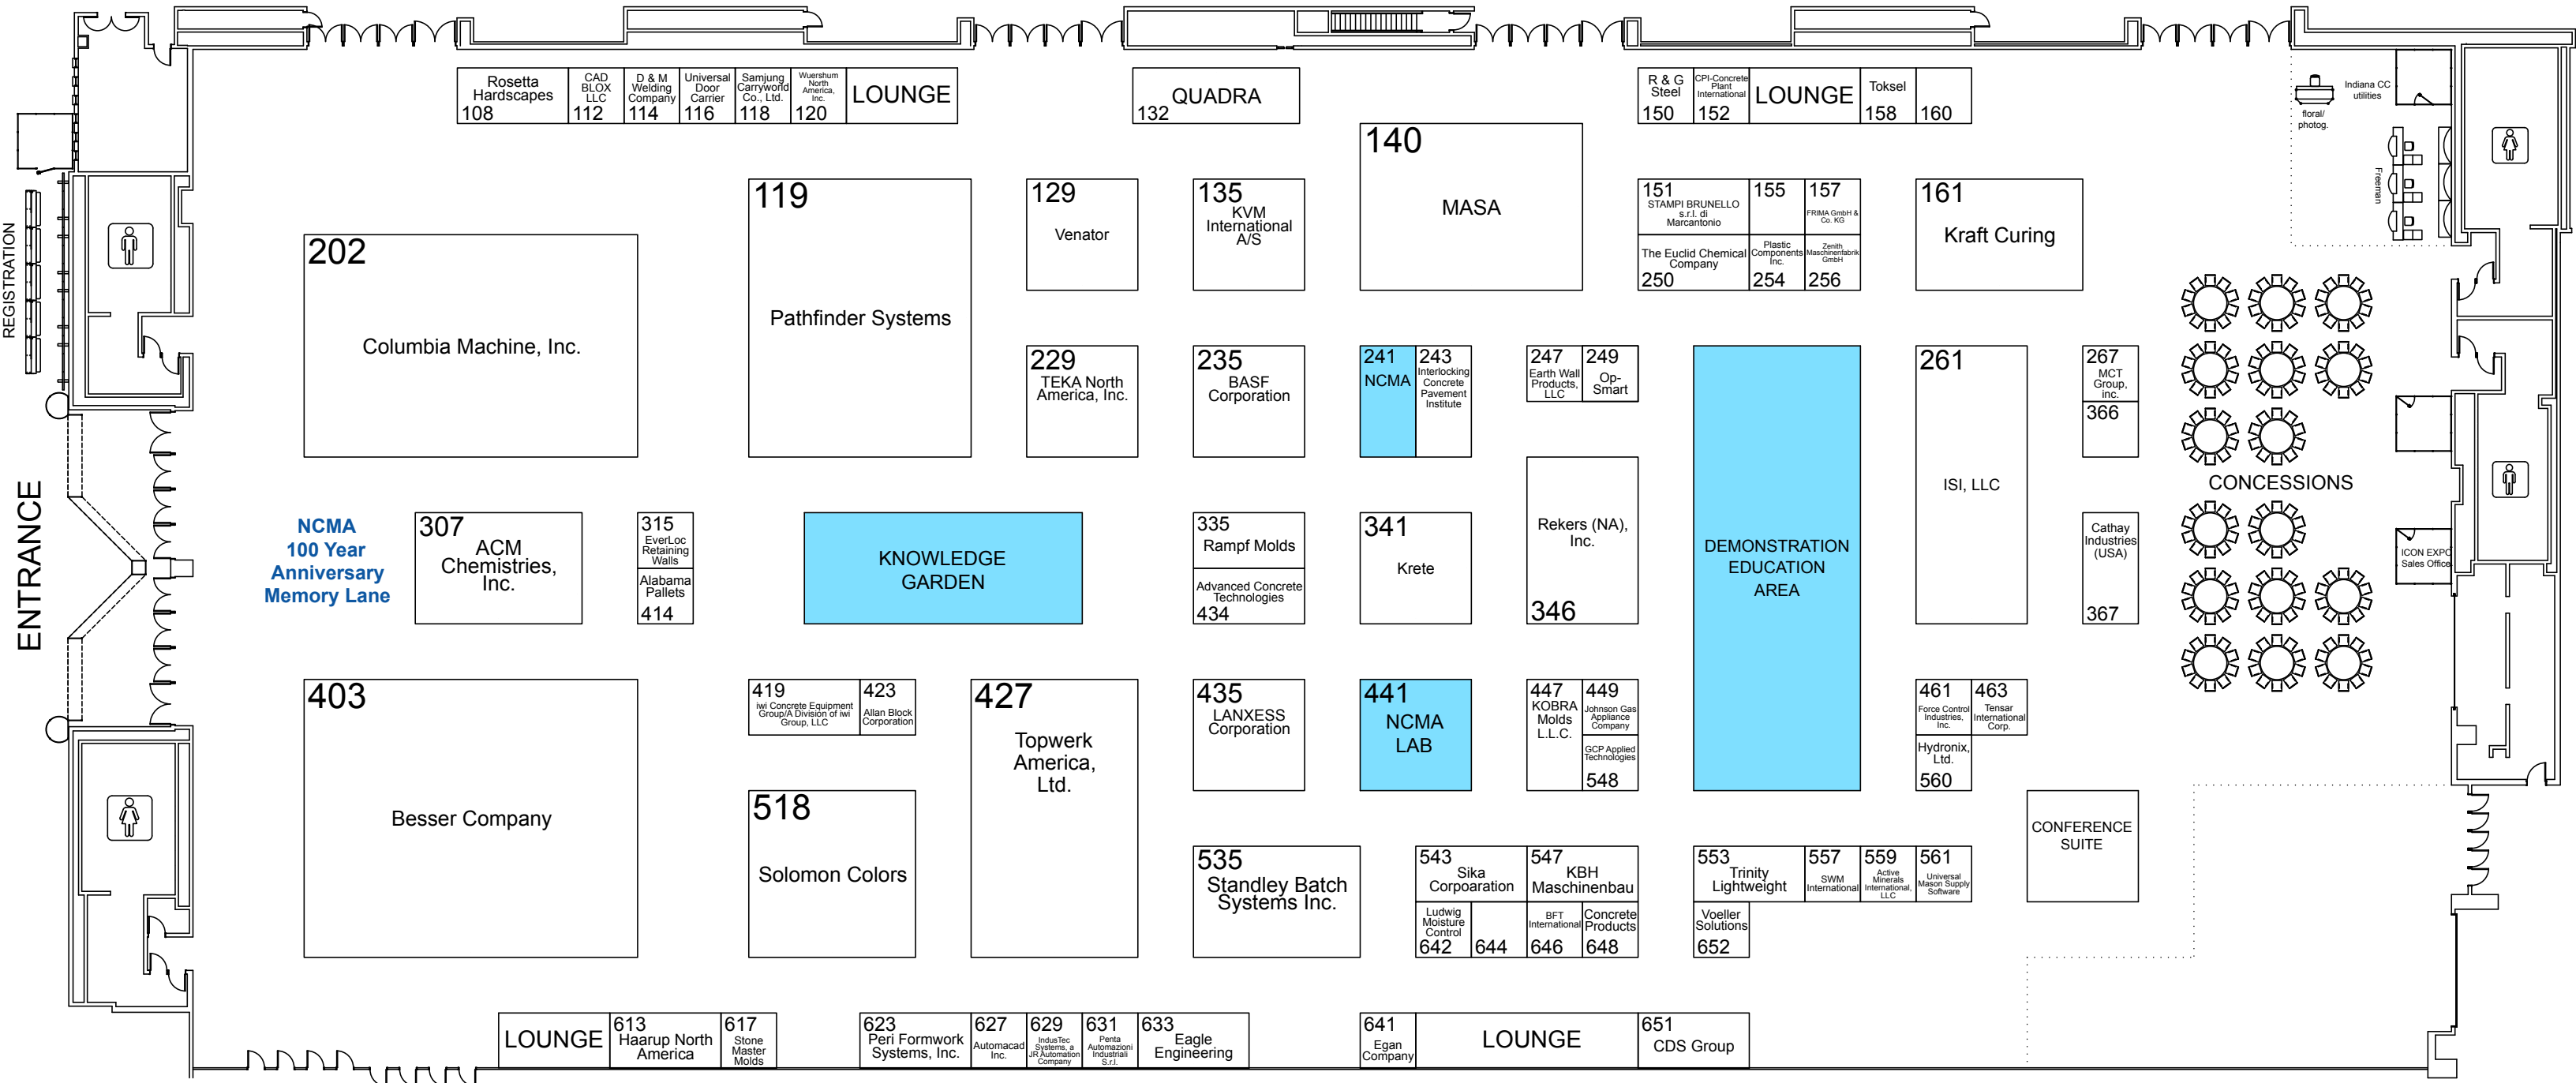 Rosetta
Hardscapes
108
CAD
BLOX
LLC
112
D & M
Welding
Company
114
Universal
Door
Carrier
116
Samjung
Carryworld
Co., Ltd.
118
Wuershum
North
America,
Inc.
120
LOUNGE
QUADRA
132
R & G
Steel
150
CPI-Concrete
Plant
International
152
LOUNGE
Toksel
158
160
Indiana CC
utilities
floral/
photog.
Freeman
REGISTRATION
140
MASA
119
Pathfinder Systems
129
Venator
135
KVM
International
A/S
151
STAMPI BRUNELLO
s.r.l. di
Marcantonio
155
157
FRIMA GmbH &
Co. KG
161
Kraft Curing
The Euclid Chemical
Company
250
Plastic
Components
Inc.
254
Zenith
Maschinenfabrik
GmbH
256
202
Columbia Machine, Inc.
229
TEKA North
America, Inc.
235
BASF
Corporation
241
NCMA
243
Interlocking
Concrete
Pavement
Institute
247
Earth Wall
Products,
LLC
249
Op-
Smart
261
ISI, LLC
267
MCT
Group,
inc.
366
CONCESSIONS
ENTRANCE
NCMA
100 Year
Anniversary
Memory Lane
307
ACM
Chemistries,
Inc.
315
EverLoc
Retaining
Walls
Alabama
Pallets
414
KNOWLEDGE
GARDEN
335
Rampf Molds
Advanced Concrete
Technologies
434
341
Krete
Rekers (NA),
Inc.
346
DEMONSTRATION
EDUCATION
AREA
Cathay
Industries
(USA)
367
ICON EXPO
Sales Office
403
Besser Company
419
iwi Concrete Equipment
Group/A Division of iwi
Group, LLC
423
Allan Block
Corporation
427
Topwerk
America,
Ltd.
435
LANXESS
Corporation
441
NCMA
LAB
447
KOBRA
Molds
L.L.C.
449
Johnson Gas
Appliance
Company
GCP Applied
Technologies
548
461
Force Control
Industries,
Inc.
463
Tensar
International
Corp.
Hydronix,
Ltd.
560
518
Solomon Colors
535
Standley Batch
Systems Inc.
543
Sika
Corpoaration
547
KBH
Maschinenbau
Ludwig
Moisture
Control
642
644
BFT
International
646
Concrete
Products
648
553
Trinity
Lightweight
557
SWM
International
559
Active
Minerals
International,
LLC
561
Universal
Mason Supply
Software
Voeller
Solutions
652
CONFERENCE
SUITE
LOUNGE
613
Haarup North
America
617
Stone
Master
Molds
623
Peri Formwork
Systems, Inc.
627
Automacad
Inc.
629
IndusTec
Systems, a
JR Automation
Company
631
Penta
Automazioni
Industriali
S.r.l.
633
Eagle
Engineering
641
Egan
Company
LOUNGE
651
CDS Group